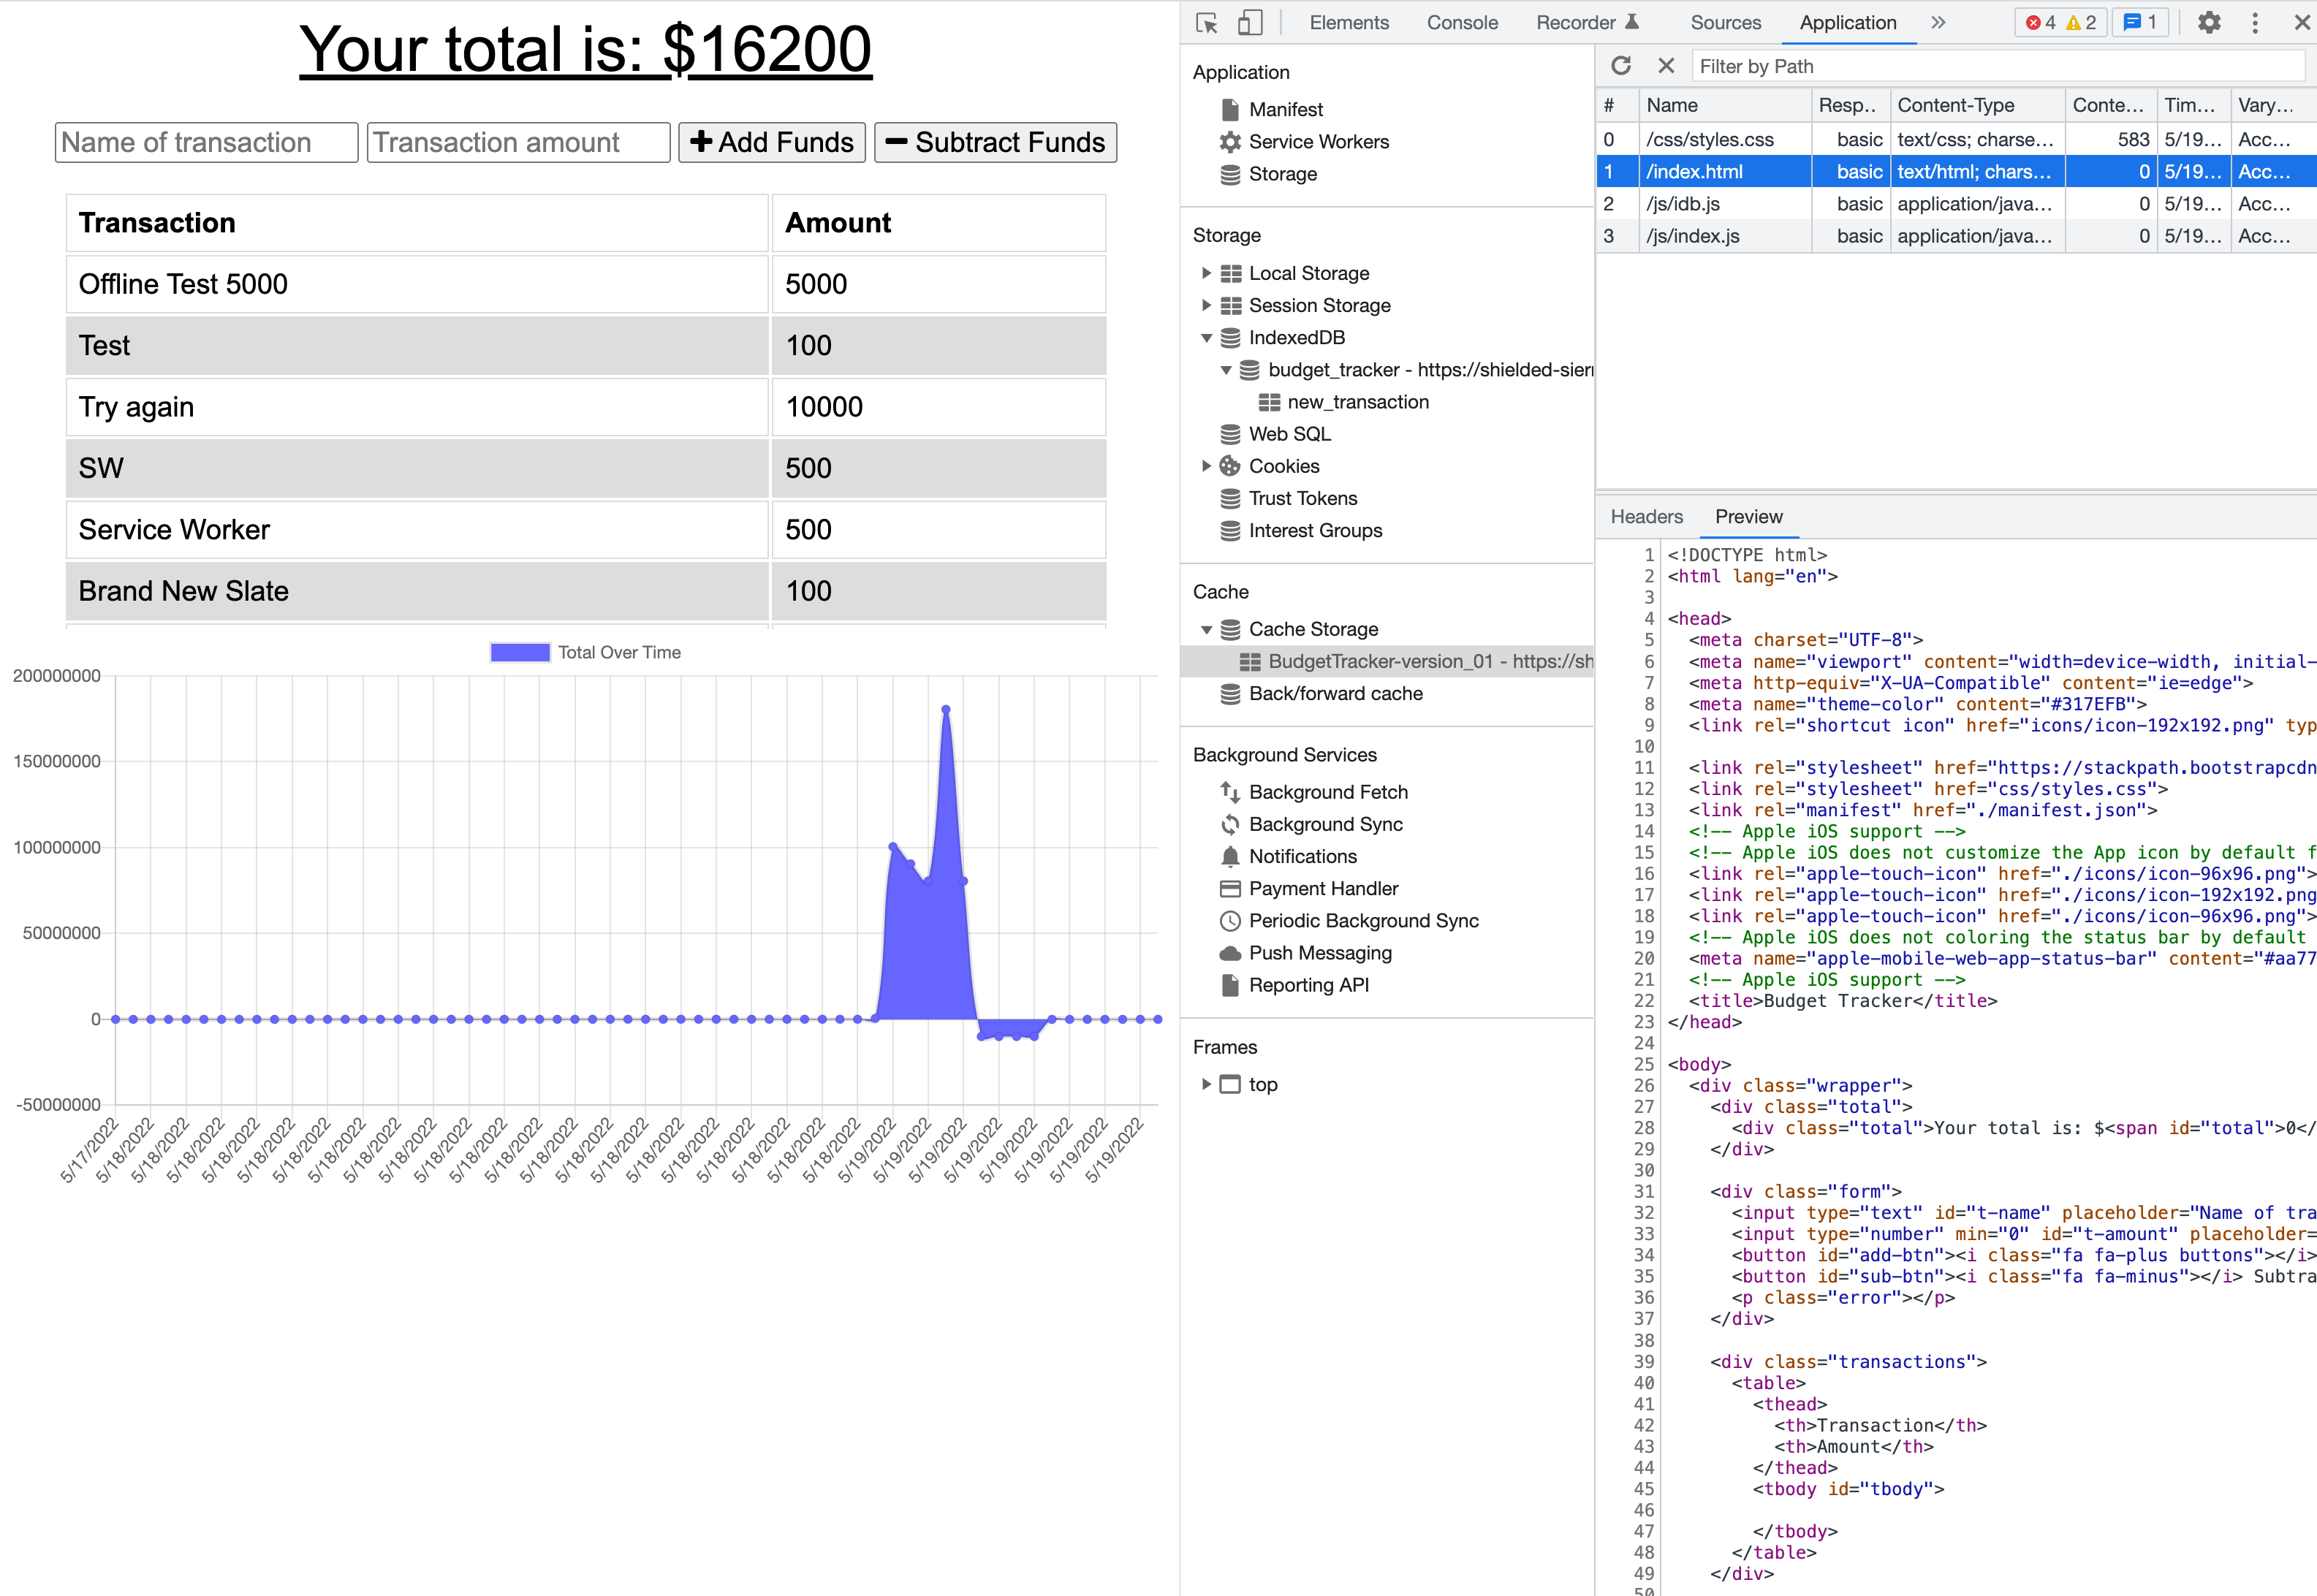 Your total is: $16200
Name of transaction Transaction amount Add Funds Subtract Funds
Transaction Amount
Offline Test 5000 5000
Test 100
Try again 10000
SW 500
Service Worker 500
Brand New Slate 100
Total Over Time
200000000
150000000
100000000
50000000
0
-50000000
5/17/2022 5/18/2022 5/18/2022 5/18/2022 5/18/2022 5/18/2022 5/18/2022 5/18/2022 5/18/2022 5/18/2022 5/18/2022 5/18/2022 5/18/2022 5/18/2022 5/18/2022 5/18/2022 5/18/2022 5/18/2022 5/18/2022 5/18/2022 5/18/2022 5/18/2022 5/19/2022 5/19/2022 5/19/2022 5/19/2022 5/19/2022 5/19/2022 5/19/2022 5/19/2022
Elements Console Recorder Sources Application 4 2 1
Application
Manifest
Service Workers
Storage
Storage
Local Storage
Session Storage
IndexedDB
budget_tracker - https://shielded-sierr
new_transaction
Web SQL
Cookies
Trust Tokens
Interest Groups
Cache
Cache Storage
BudgetTracker-version_01 - https://sh
Back/forward cache
Background Services
Background Fetch
Background Sync
Notifications
Payment Handler
Periodic Background Sync
Push Messaging
Reporting API
Frames
top
Filter by Path
# Name Resp.. Content-Type Conte... Tim... Vary...
0 /css/styles.css basic text/css; charse... 583 5/19... Acc...
1 /index.html basic text/html; chars... 0 5/19... Acc...
2 /js/idb.js basic application/java... 0 5/19... Acc...
3 /js/index.js basic application/java... 0 5/19... Acc...
Headers Preview
1 <!DOCTYPE html>
2 <html lang="en">
3
4 <head>
5 <meta charset="UTF-8">
6 <meta name="viewport" content="width=device-width, initial-
7 <meta http-equiv="X-UA-Compatible" content="ie=edge">
8 <meta name="theme-color" content="#317EFB">
9 <link rel="shortcut icon" href="icons/icon-192x192.png" typ
10
11 <link rel="stylesheet" href="https://stackpath.bootstrapcdn
12 <link rel="stylesheet" href="css/styles.css">
13 <link rel="manifest" href="./manifest.json">
14 <!-- Apple iOS support -->
15 <!-- Apple iOS does not customize the App icon by default f
16 <link rel="apple-touch-icon" href="./icons/icon-96x96.png">
17 <link rel="apple-touch-icon" href="./icons/icon-192x192.png
18 <link rel="apple-touch-icon" href="./icons/icon-96x96.png">
19 <!-- Apple iOS does not coloring the status bar by default
20 <meta name="apple-mobile-web-app-status-bar" content="#aa77
21 <!-- Apple iOS support -->
22 <title>Budget Tracker</title>
23 </head>
24
25 <body>
26 <div class="wrapper">
27 <div class="total">
28 <div class="total">Your total is: $<span id="total">0</
29 </div>
30
31 <div class="form">
32 <input type="text" id="t-name" placeholder="Name of tra
33 <input type="number" min="0" id="t-amount" placeholder=
34 <button id="add-btn"><i class="fa fa-plus buttons"></i>
35 <button id="sub-btn"><i class="fa fa-minus"></i> Subtra
36 <p class="error"></p>
37 </div>
38
39 <div class="transactions">
40 <table>
41 <thead>
42 <th>Transaction</th>
43 <th>Amount</th>
44 </thead>
45 <tbody id="tbody">
46
47 </tbody>
48 </table>
49 </div>
50